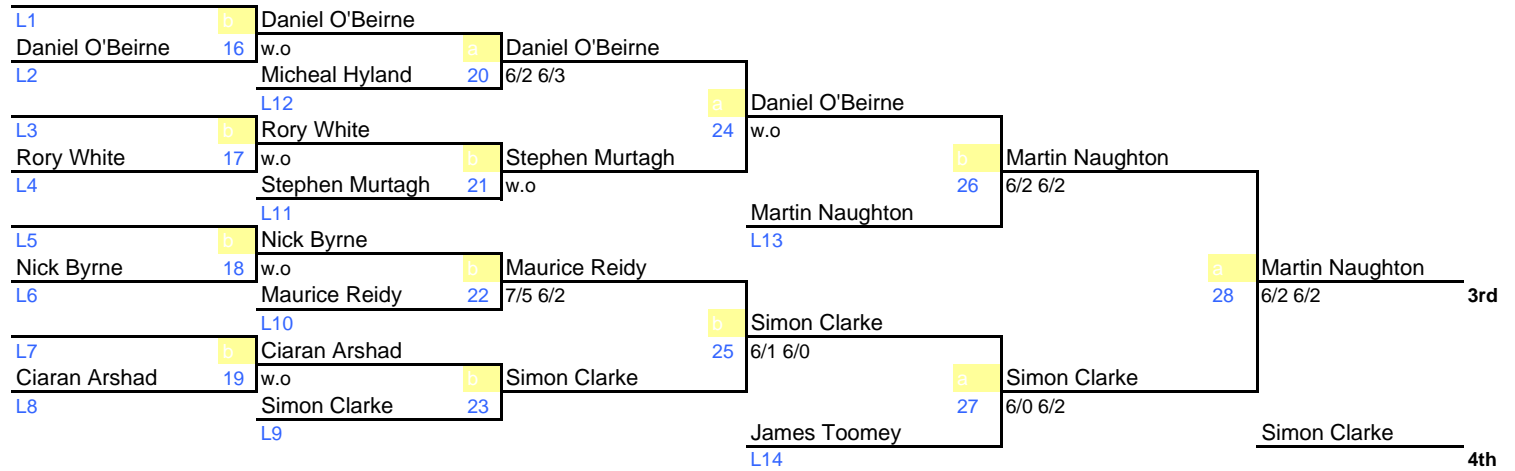 L1 b Daniel O'Beirne
Daniel O'Beirne 16 w.o a Daniel O'Beirne
L2 Micheal Hyland 20 6/2 6/3
L12 a Daniel O'Beirne
L3 b Rory White 24 w.o
Rory White 17 w.o b Stephen Murtagh b Martin Naughton
L4 Stephen Murtagh 21 w.o 26 6/2 6/2
L11 Martin Naughton
L5 b Nick Byrne L13
Nick Byrne 18 w.o b Maurice Reidy a Martin Naughton
L6 Maurice Reidy 22 7/5 6/2 28 6/2 6/2 3rd
L10 b Simon Clarke
L7 b Ciaran Arshad 25 6/1 6/0
Ciaran Arshad 19 w.o b Simon Clarke a Simon Clarke
L8 Simon Clarke 23 27 6/0 6/2
L9 James Toomey Simon Clarke
L14 4th